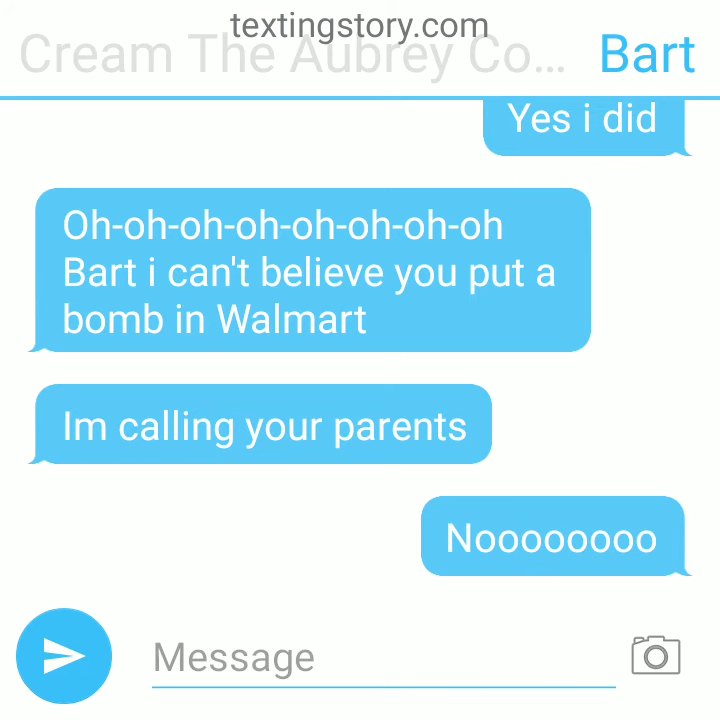 textingstory.com
Cream The Aubrey Co... Bart
Yes i did
Oh-oh-oh-oh-oh-oh-oh-oh
Bart i can't believe you put a
bomb in Walmart
Im calling your parents
Noooooooo
Message